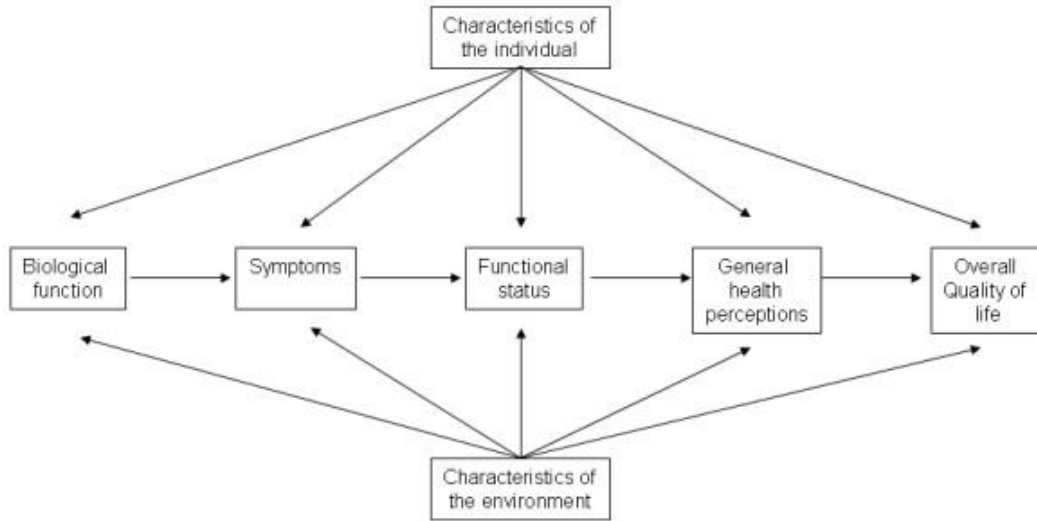 Characteristics of
the individual
Biological
function
Symptoms
Functional
status
General
health
perceptions
Overall
Quality of
life
Characteristics of
the environment